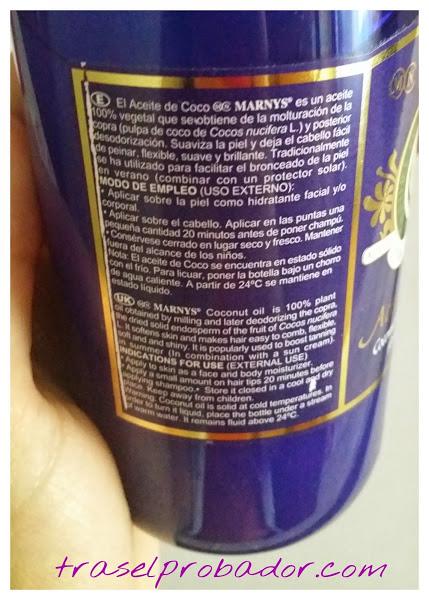 E El Aceite de Coco MARNYS® es un aceite
100% vegetal que se obtiene de la molturación de la
copra (pulpa de coco de Cocos nucifera L.) y posterior
desodorización. Suaviza la piel y deja el cabello fácil
de peinar, flexible, suave y brillante. Tradicionalmente
se ha utilizado para facilitar el bronceado de la piel
en verano (combinar con un protector solar).
MODO DE EMPLEO (USO EXTERNO):
• Aplicar sobre la piel como hidratante facial y/o
corporal.
• Aplicar sobre el cabello. Aplicar en las puntas una
pequeña cantidad 20 minutos antes de poner champú.
• Consérvese cerrado en lugar seco y fresco. Mantener
fuera del alcance de los niños.
Nota: El aceite de Coco se encuentra en estado sólido
con el frío. Para licuar, poner la botella bajo un chorro
de agua caliente. A partir de 24ºC se mantiene en
estado líquido.
UK MARNYS® Coconut oil is 100% plant
oil obtained by milling and later deodorizing the copra,
the dried solid endosperm of the fruit of Cocos nucifera
L. It softens skin and makes hair easy to comb, flexible,
soft and shiny. It is popularly used to boost tanning
in summer (In combination with a sun cream).
INDICATIONS FOR USE (EXTERNAL USE)
• Apply to skin as a face and body moisturizer.
• Apply a small amount on hair tips 20 minutes before
applying shampoo. • Store it closed in a cool and dry
place. Keep away from children.
Warning. Coconut oil is solid at cold temperatures. In
order to turn it liquid, place the bottle under a stream
of warm water. It remains fluid above 24ºC.
traselprobador.com